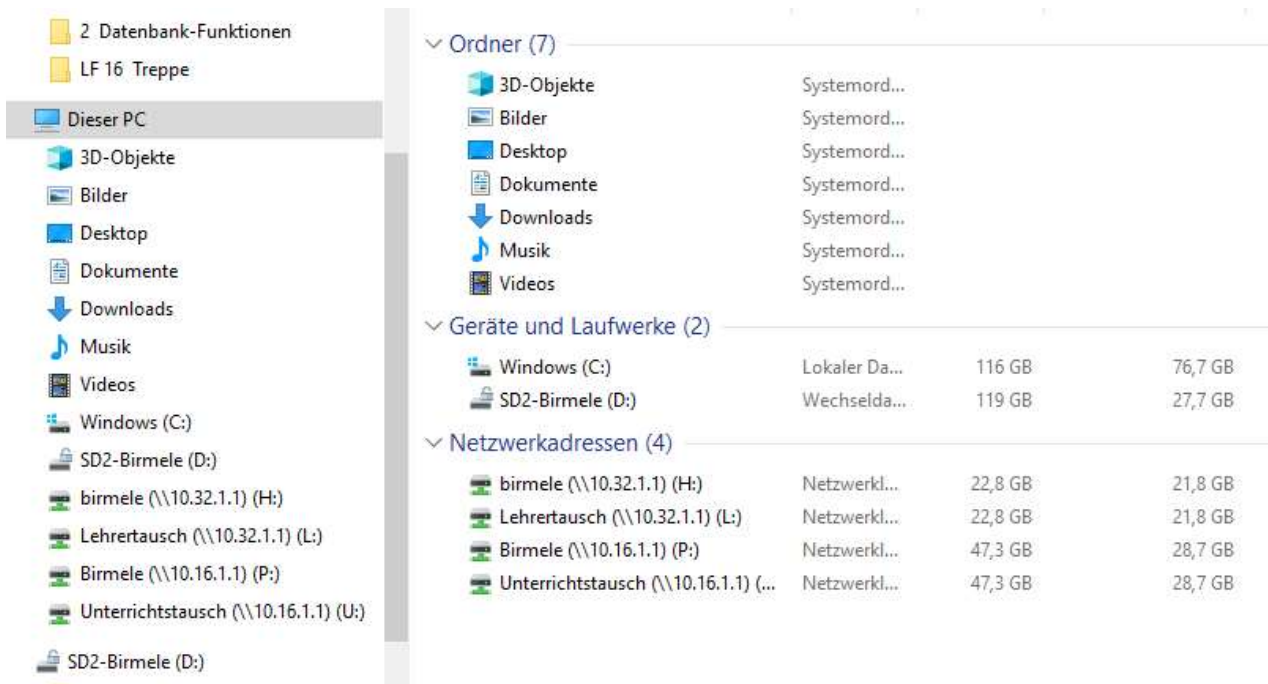 2 Datenbank-Funktionen
LF 16 Treppe
Dieser PC
3D-Objekte
Bilder
Desktop
Dokumente
Downloads
Musik
Videos
Windows (C:)
SD2-Birmele (D:)
birmele (\\10.32.1.1) (H:)
Lehrertausch (\\10.32.1.1) (L:)
Birmele (\\10.16.1.1) (P:)
Unterrichtstausch (\\10.16.1.1) (U:)
SD2-Birmele (D:)
Ordner (7)
3D-Objekte Systemord...
Bilder Systemord...
Desktop Systemord...
Dokumente Systemord...
Downloads Systemord...
Musik Systemord...
Videos Systemord...
Geräte und Laufwerke (2)
Windows (C:) Lokaler Da... 116 GB 76,7 GB
SD2-Birmele (D:) Wechselda... 119 GB 27,7 GB
Netzwerkadressen (4)
birmele (\\10.32.1.1) (H:) Netzwerkl... 22,8 GB 21,8 GB
Lehrertausch (\\10.32.1.1) (L:) Netzwerkl... 22,8 GB 21,8 GB
Birmele (\\10.16.1.1) (P:) Netzwerkl... 47,3 GB 28,7 GB
Unterrichtstausch (\\10.16.1.1) (... Netzwerkl... 47,3 GB 28,7 GB